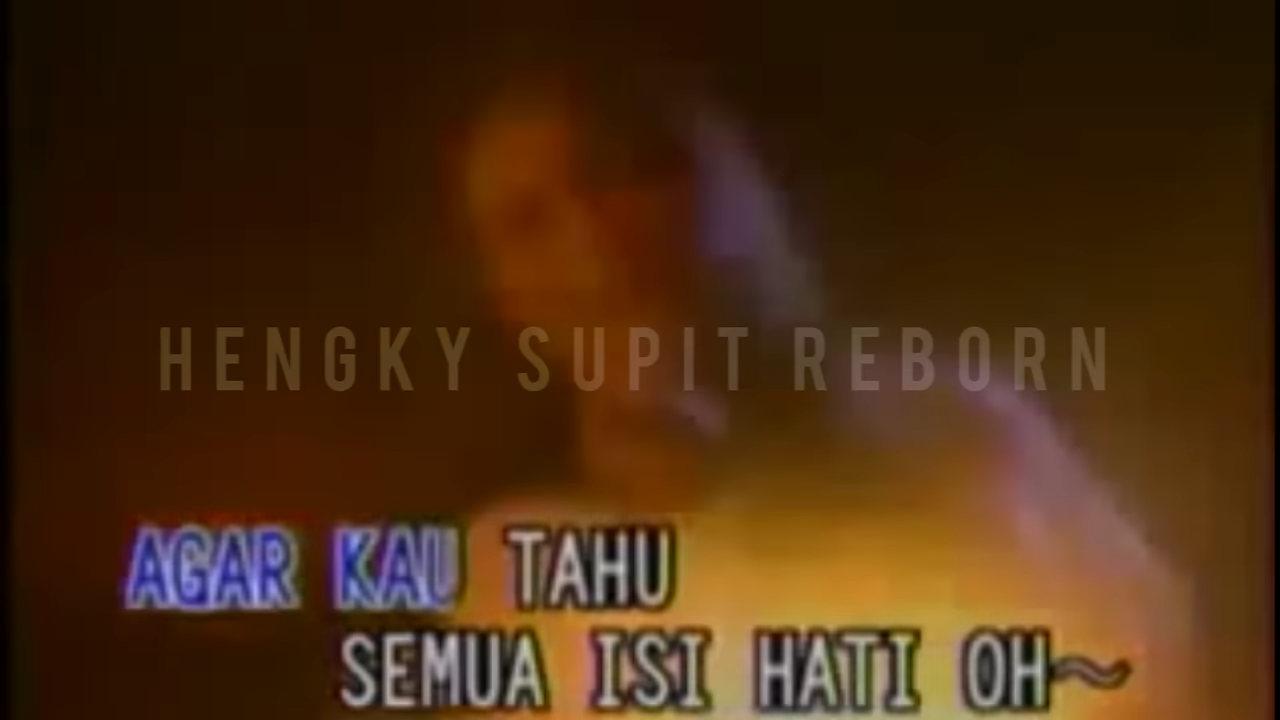 HENGKY SUPIT REBORN
AGAR KAU TAHU
SEMUA ISI HATI OH~